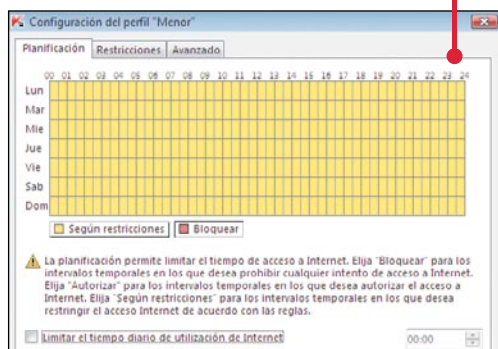 Configuración del perfil "Menor"
Planificación Restricciones Avanzado
00 01 02 03 04 05 06 07 08 09 10 11 12 13 14 15 16 17 18 19 20 21 22 23 24
Lun
Mar
Mie
Jue
Vie
Sab
Dom
Según restricciones Bloquear
La planificación permite limitar el tiempo de acceso a Internet. Elija "Bloquear" para los
intervalos temporales en los que desea prohibir cualquier intento de acceso a Internet.
Elija "Autorizar" para los intervalos temporales en los que desea autorizar el acceso a
Internet. Elija "Según restricciones" para los intervalos temporales en los que desea
restringir el acceso Internet de acuerdo con las reglas.
Limitar el tiempo diario de utilización de Internet 00:00